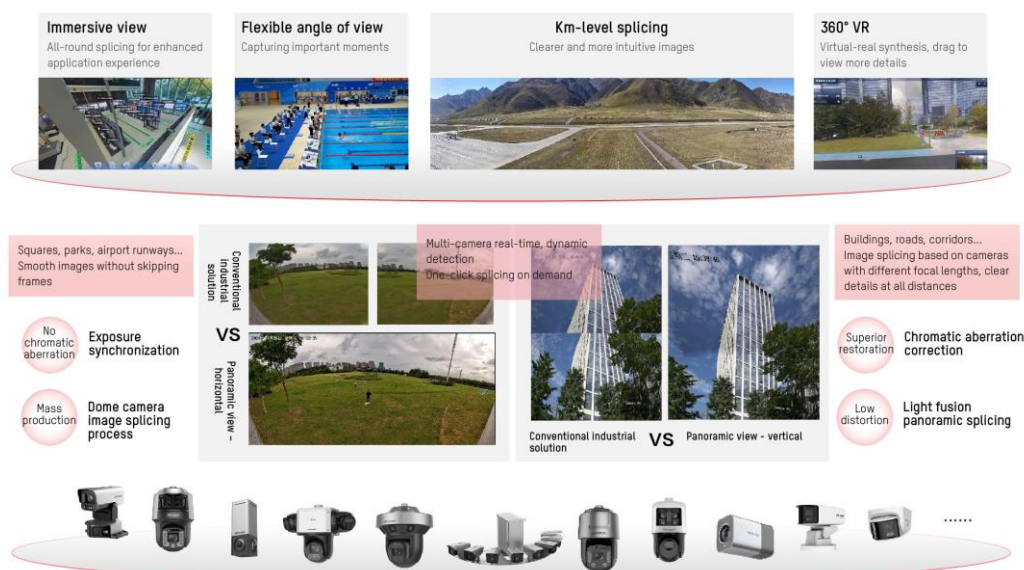 Immersive view
All-round splicing for enhanced
application experience
Flexible angle of view
Capturing important moments
Km-level splicing
Clearer and more intuitive images
360° VR
Virtual-real synthesis, drag to
view more details
Squares, parks, airport runways...
Smooth images without skipping
frames
No
chromatic
aberration
Exposure
synchronization
Mass
production
Dome camera
image splicing
process
Conventional
industrial
solution
VS
Panoramic view –
horizontal
Multi-camera real-time, dynamic
detection
One-click splicing on demand
Conventional industrial
solution
VS
Panoramic view - vertical
Buildings, roads, corridors...
Image splicing based on cameras
with different focal lengths, clear
details at all distances
Superior
restoration
Chromatic aberration
correction
Low
distortion
Light fusion
panoramic splicing
......